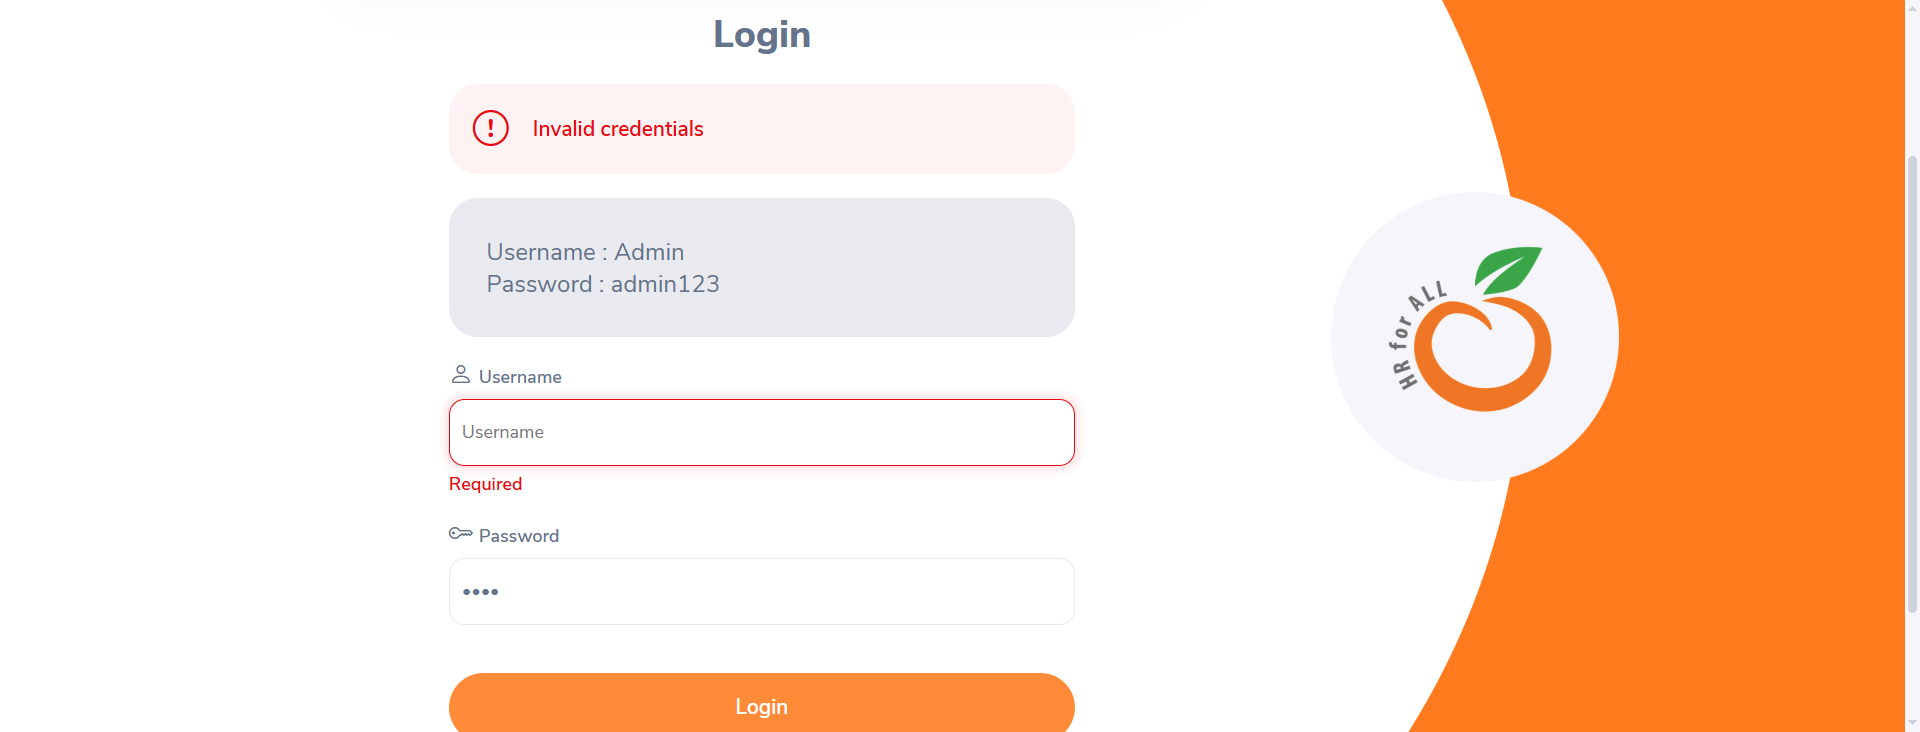 Login
Invalid credentials
Username : Admin
Password : admin123
Username
Username
Required
Password
••••
Login
HR for ALL